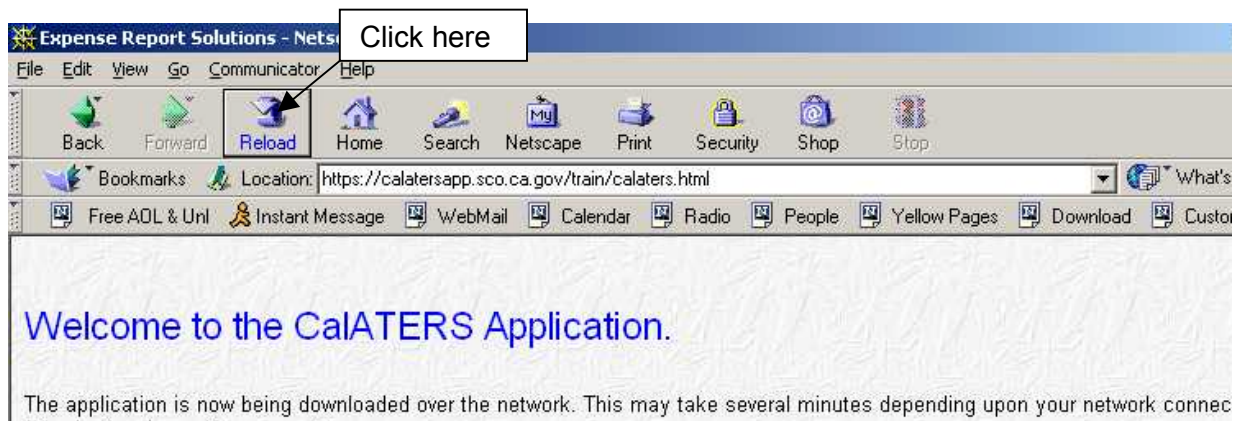 Expense Report Solutions - Nets
Click here
File Edit View Go Communicator Help
Back Forward Reload Home Search Netscape Print Security Shop Stop
My
Bookmarks Location: https://calatersapp.sco.ca.gov/train/calaters.html What's
Free AOL & Unl Instant Message WebMail Calendar Radio People Yellow Pages Download Custo
Welcome to the CalATERS Application.
The application is now being downloaded over the network. This may take several minutes depending upon your network connec